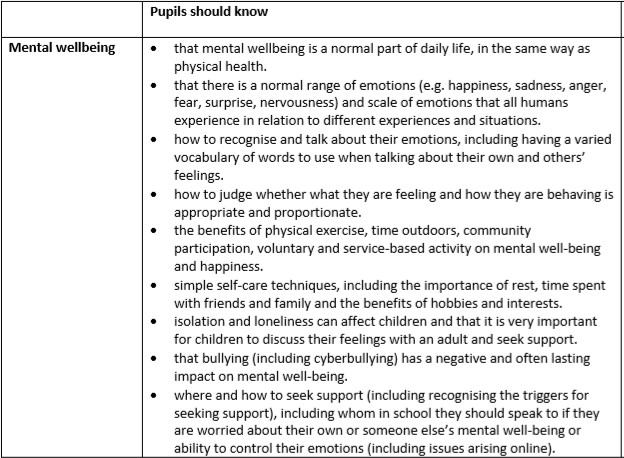 Pupils should know
Mental wellbeing
• that mental wellbeing is a normal part of daily life, in the same way as
physical health.
• that there is a normal range of emotions (e.g. happiness, sadness, anger,
fear, surprise, nervousness) and scale of emotions that all humans
experience in relation to different experiences and situations.
• how to recognise and talk about their emotions, including having a varied
vocabulary of words to use when talking about their own and others’
feelings.
• how to judge whether what they are feeling and how they are behaving is
appropriate and proportionate.
• the benefits of physical exercise, time outdoors, community
participation, voluntary and service-based activity on mental well-being
and happiness.
• simple self-care techniques, including the importance of rest, time spent
with friends and family and the benefits of hobbies and interests.
• isolation and loneliness can affect children and that it is very important
for children to discuss their feelings with an adult and seek support.
• that bullying (including cyberbullying) has a negative and often lasting
impact on mental well-being.
• where and how to seek support (including recognising the triggers for
seeking support), including whom in school they should speak to if they
are worried about their own or someone else’s mental well-being or
ability to control their emotions (including issues arising online).